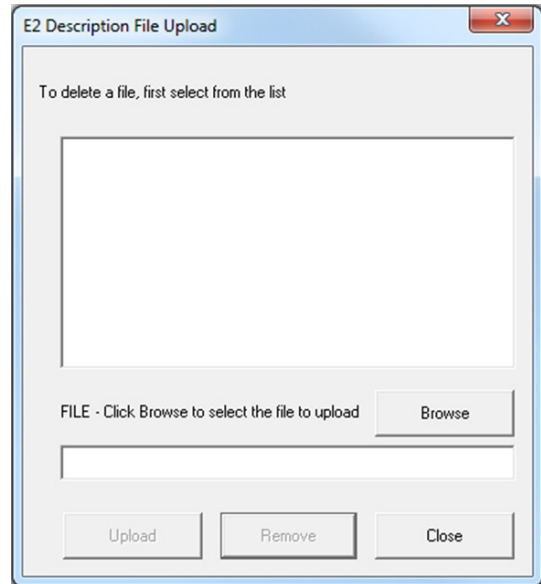 E2 Description File Upload
To delete a file, first select from the list
FILE - Click Browse to select the file to upload
Browse
Upload
Remove
Close